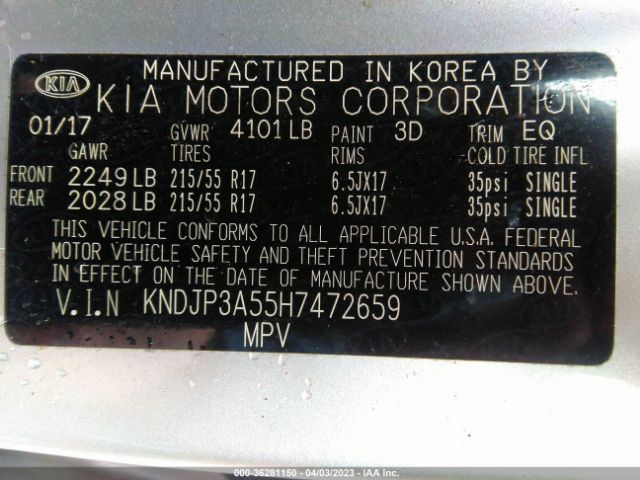 MANUFACTURED IN KOREA BY
KIA KIA MOTORS CORPORATION
01/17 GVWR 4101 LB PAINT 3D TRIM EQ
GAWR TIRES RIMS COLD TIRE INFL
FRONT 2249 LB 215/55 R17 6.5JX17 35psi SINGLE
REAR 2028 LB 215/55 R17 6.5JX17 35psi SINGLE
THIS VEHICLE CONFORMS TO ALL APPLICABLE U.S.A. FEDERAL
MOTOR VEHICLE SAFETY AND THEFT PREVENTION STANDARDS
IN EFFECT ON THE DATE OF MANUFACTURE SHOWN ABOVE.
V.I.N KNDJP3A55H7472659
MPV
000-36281150 - 04/03/2023 - IAA Inc.